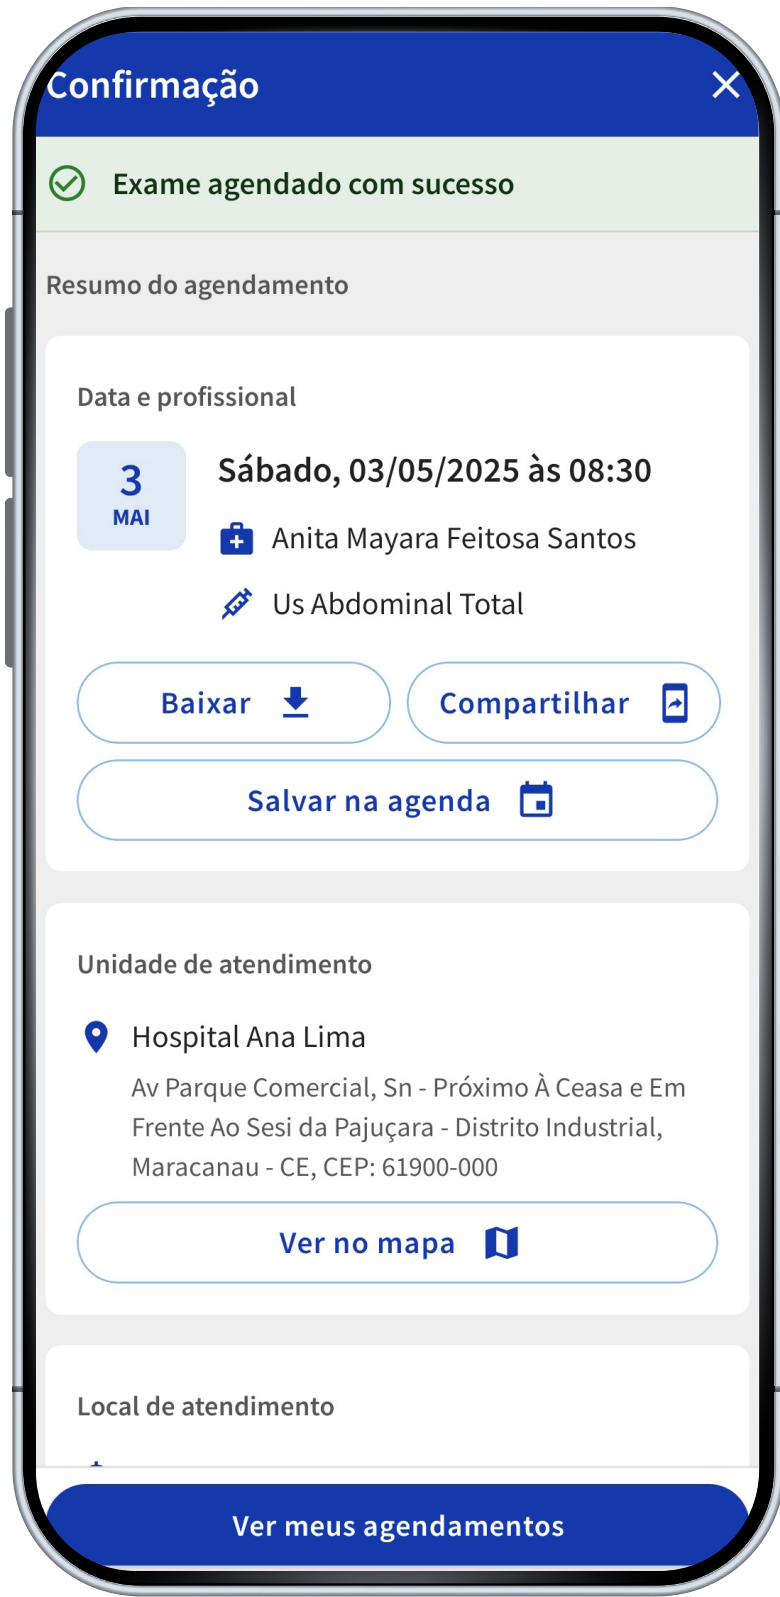 Confirmação
Exame agendado com sucesso
Resumo do agendamento
Data e profissional
3
MAI
Sábado, 03/05/2025 às 08:30
Anita Mayara Feitosa Santos
Us Abdominal Total
Baixar
Compartilhar
Salvar na agenda
Unidade de atendimento
Hospital Ana Lima
Av Parque Comercial, Sn - Próximo À Ceasa e Em
Frente Ao Sesi da Pajuçara - Distrito Industrial,
Maracanau - CE, CEP: 61900-000
Ver no mapa
Local de atendimento
Ver meus agendamentos